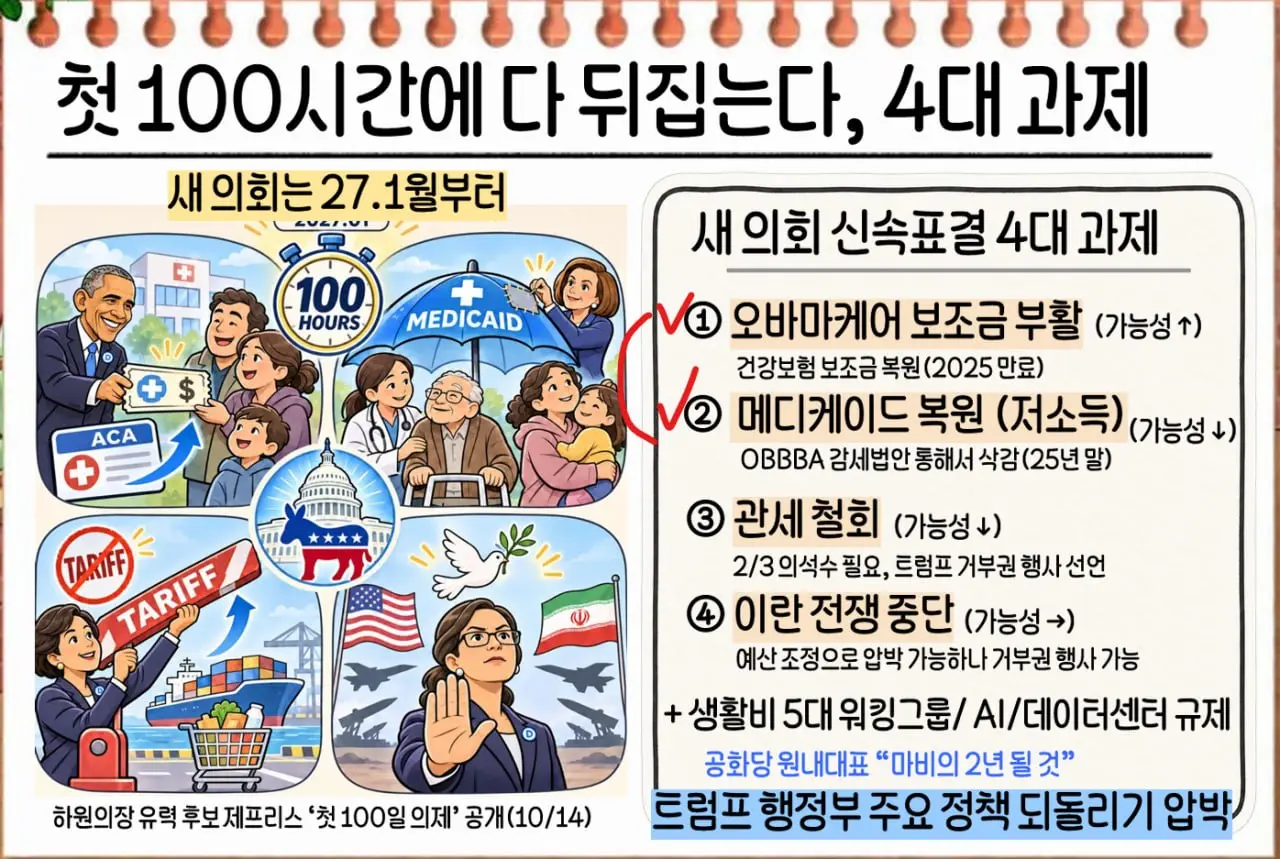 첫 100시간에 다 뒤집는다, 4대 과제
새 의회는 27.1월부터
100
HOURS
MEDICAID
$
ACA
TARIFF
TARIFF
하원의장 유력 후보 제프리스 ‘첫 100일 의제’ 공개(10/14)
새 의회 신속표결 4대 과제
① 오바마케어 보조금 부활 (가능성 ↑)
건강보험 보조금 복원(2025 만료)
② 메디케이드 복원 (저소득) (가능성 ↓)
OBBBA 감세법안 통해서 삭감(25년 말)
③ 관세 철회 (가능성 ↓)
2/3 의석수 필요, 트럼프 거부권 행사 선언
④ 이란 전쟁 중단 (가능성 →)
예산 조정으로 압박 가능하나 거부권 행사 가능
+ 생활비 5대 워킹그룹/ AI/데이터센터 규제
공화당 원내대표 “마비의 2년 될 것”
트럼프 행정부 주요 정책 되돌리기 압박